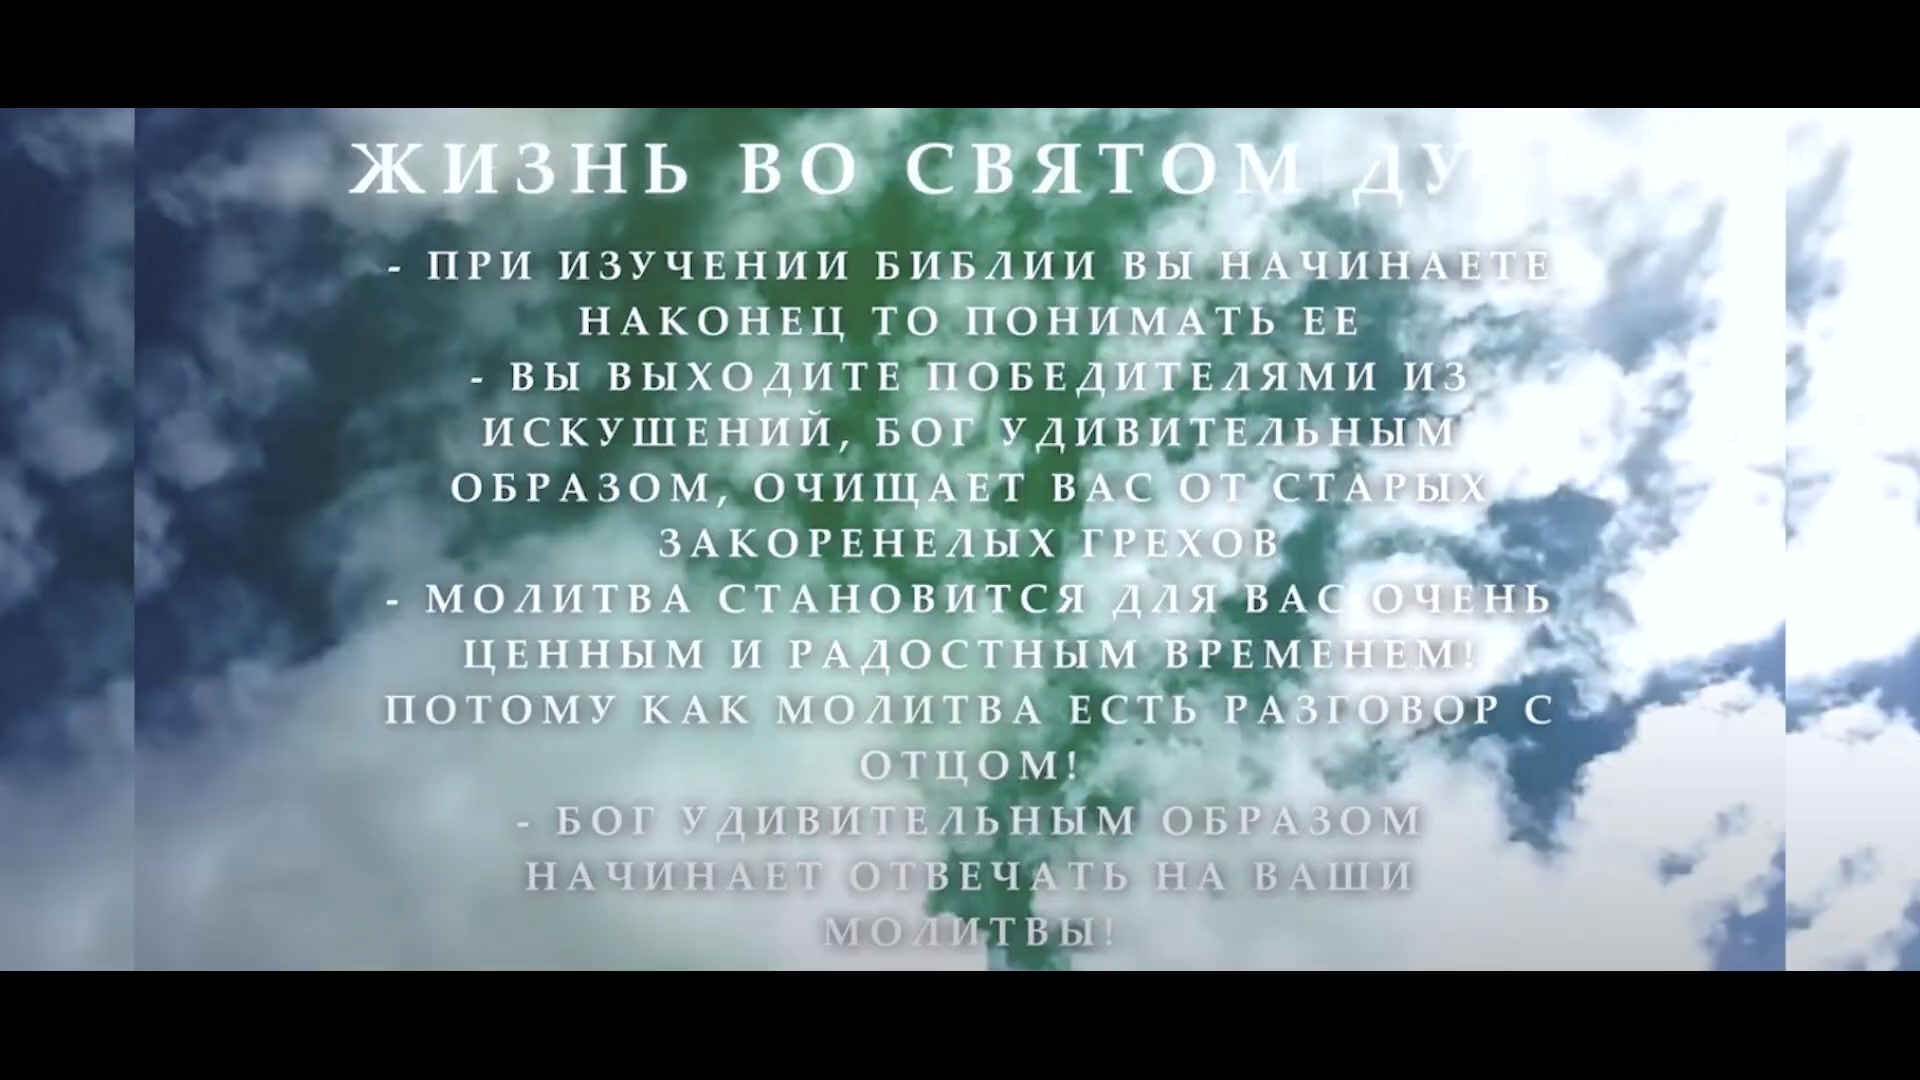 ЖИЗНЬ ВО СВЯТОМ
- ПРИ ИЗУЧЕНИИ БИБЛИИ ВЫ НАЧИНАЕТЕ
НАКОНЕЦ ТО ПОНИМАТЬ ЕЕ
- ВЫ ВЫХОДИТЕ ПОБЕДИТЕЛЯМИ ИЗ
ИСКУШЕНИЙ, БОГ УДИВИТЕЛЬНЫМ
ОБРАЗОМ, ОЧИЩАЕТ ВАС ОТ СТАРЫХ
ЗАКОРЕНЕЛЫХ ГРЕХОВ
- МОЛИТВА СТАНОВИТСЯ ДЛЯ ВАС ОЧЕНЬ
ЦЕННЫМ И РАДОСТНЫМ ВРЕМЕНЕМ!
ПОТОМУ КАК МОЛИТВА ЕСТЬ РАЗГОВОР С
ОТЦОМ!
- БОГ УДИВИТЕЛЬНЫМ ОБРАЗОМ
НАЧИНАЕТ ОТВЕЧАТЬ НА ВАШИ
МОЛИТВЫ!